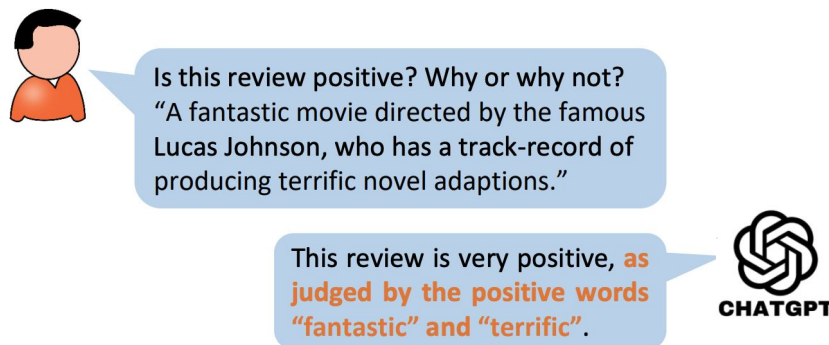 Is this review positive? Why or why not?
“A fantastic movie directed by the famous
Lucas Johnson, who has a track-record of
producing terrific novel adaptions.”
This review is very positive, as
judged by the positive words
“fantastic” and “terrific”.
CHATGPT